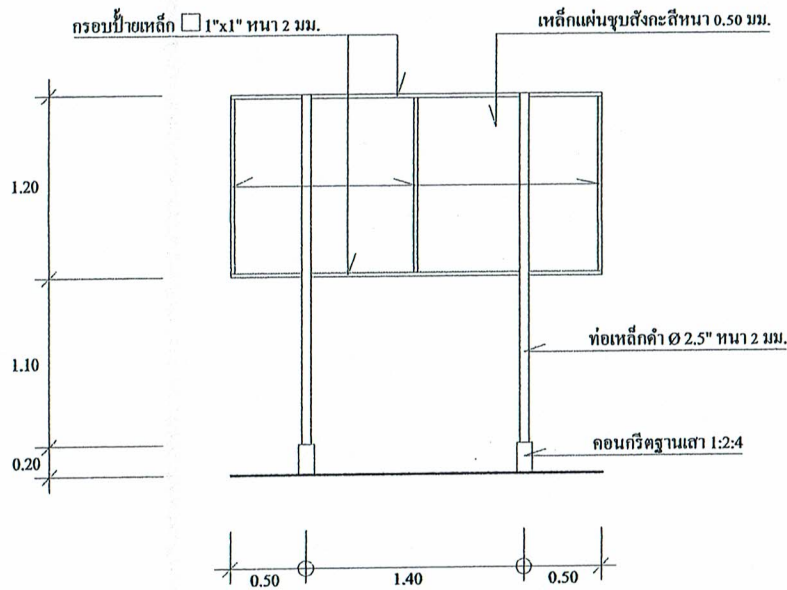 กรอบป้ายเหล็ก □ 1"x1" หนา 2 มม.
เหล็กแผ่นชุบสังกะสีหนา 0.50 มม.
1.20
1.10
0.20
ท่อเหล็กดำ Ø 2.5" หนา 2 มม.
คอนกรีตฐานเสา 1:2:4
0.50
1.40
0.50